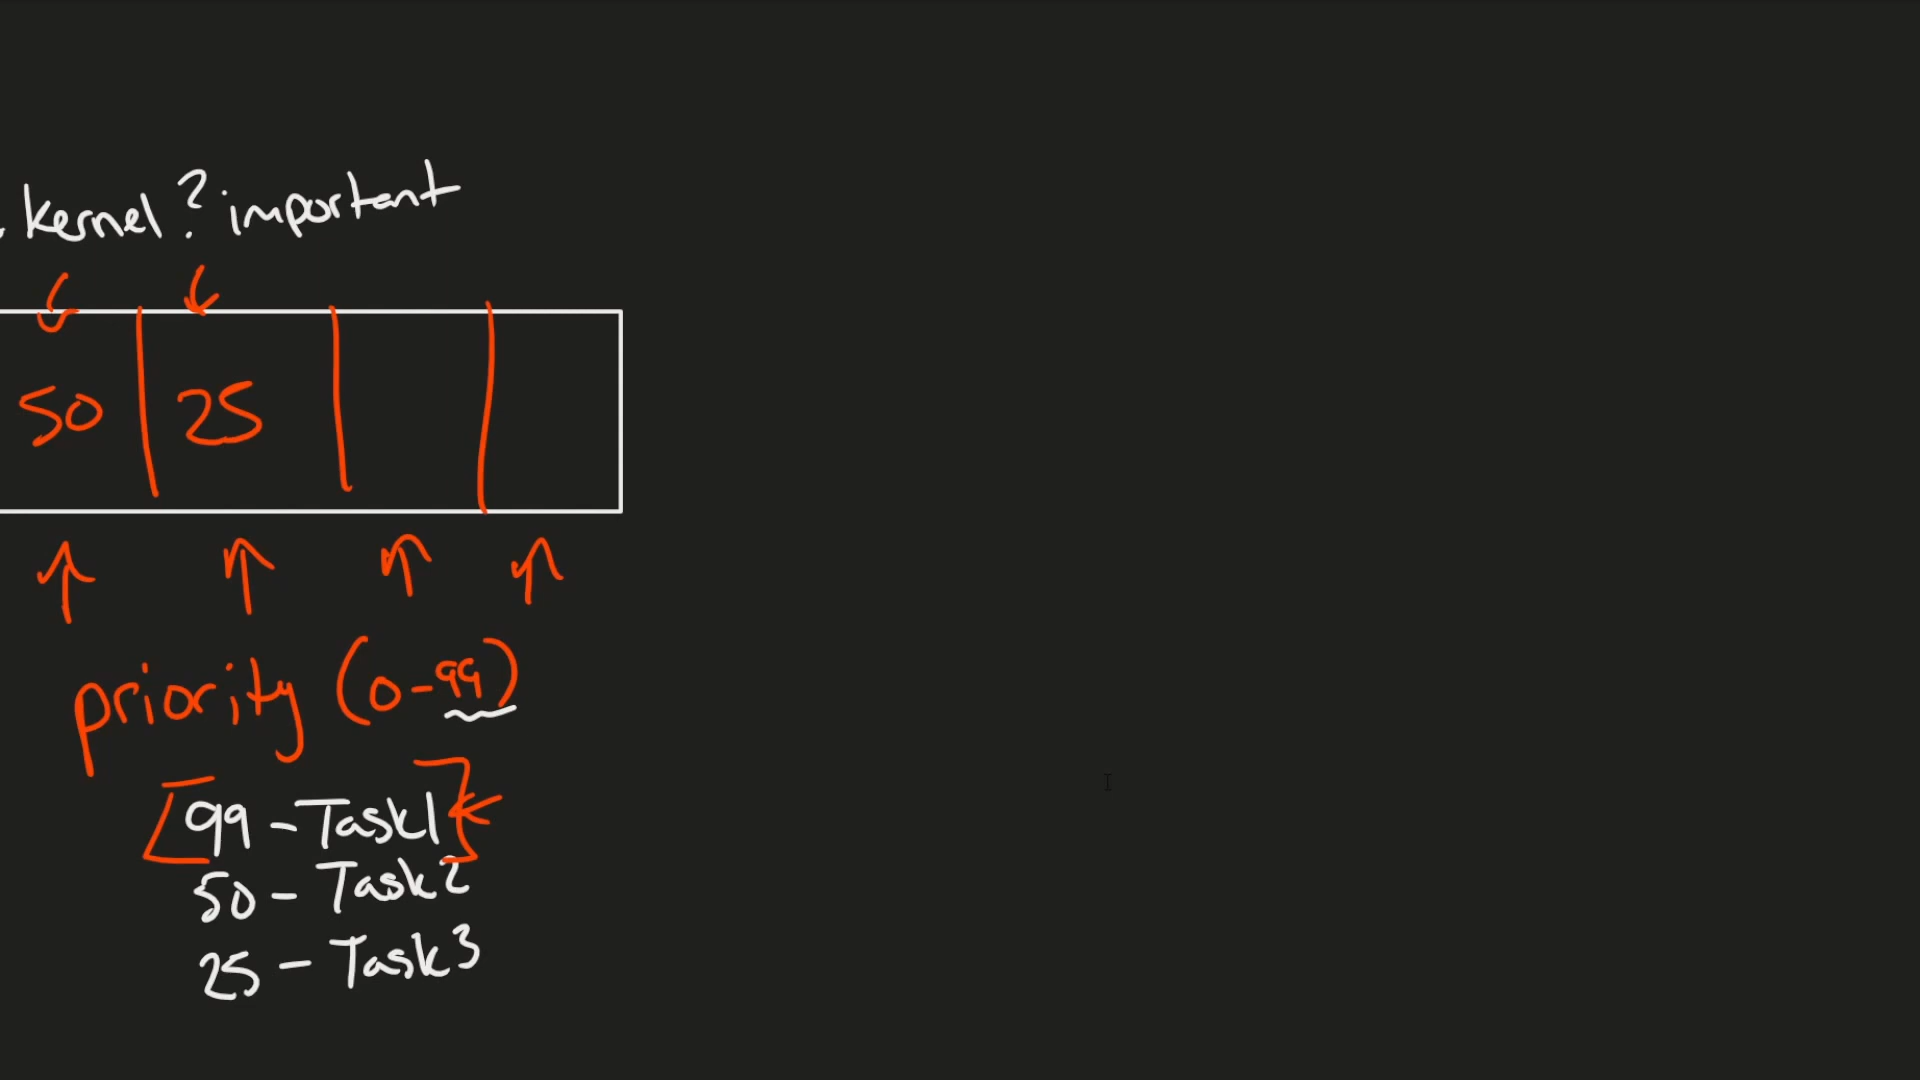 kernel? important
50 25
priority (0-99)
99 - Task1
50 - Task2
25 - Task3